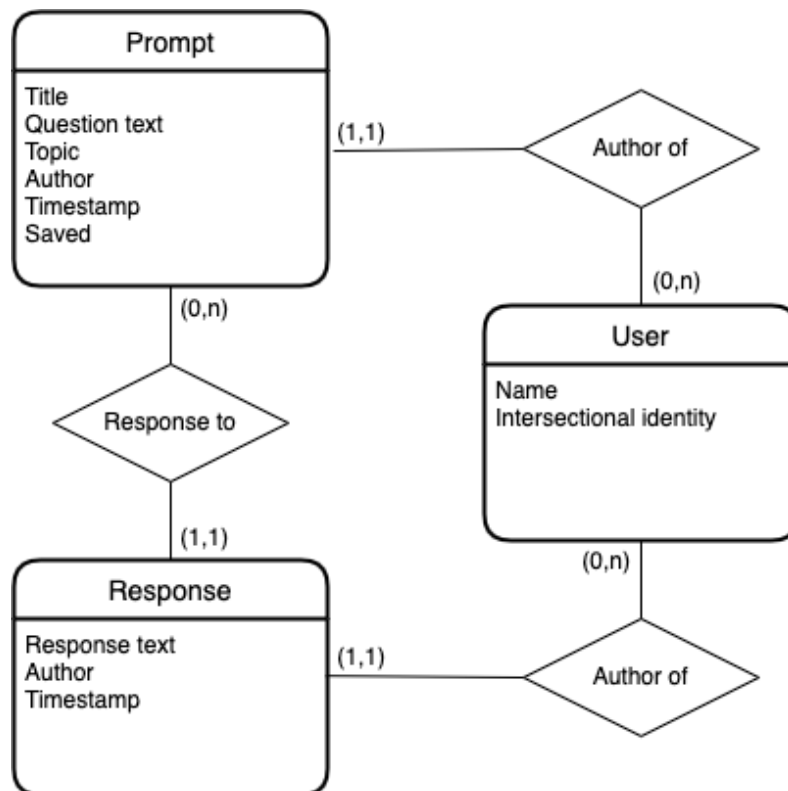 Prompt
Title
Question text
Topic
Author
Timestamp
Saved
(1,1)
Author of
(0,n)
(0,n)
User
Name
Intersectional identity
Response to
(1,1)
(0,n)
Response
Response text
Author
Timestamp
(1,1)
Author of